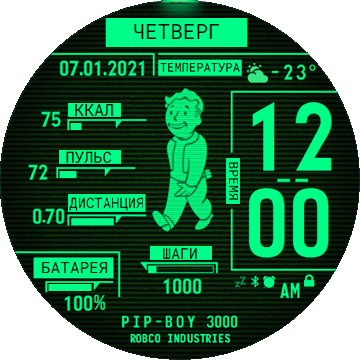 ЧЕТВЕРГ
07.01.2021
ТЕМПЕРАТУРА
-23°
ККАЛ
75
ПУЛЬС
72
ДИСТАНЦИЯ
0.70
ВРЕМЯ
12
00
AM
zZ
ШАГИ
1000
БАТАРЕЯ
100%
PIP-BOY 3000
ROBCO INDUSTRIES